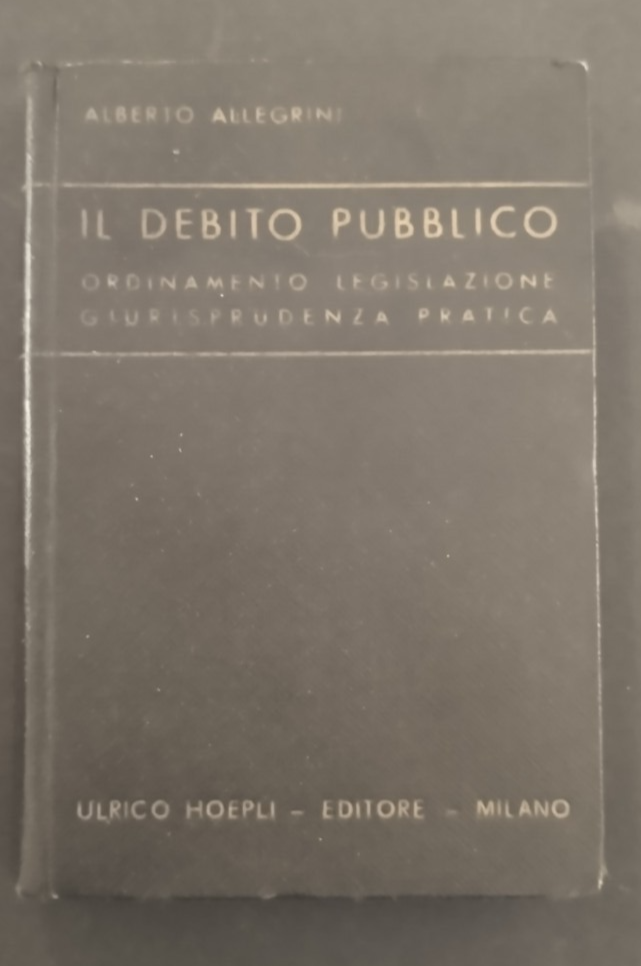 ALBERTO ALLEGRINI
IL DEBITO PUBBLICO
ORDINAMENTO LEGISLAZIONE
GIURISPRUDENZA PRATICA
ULRICO HOEPLI - EDITORE - MILANO